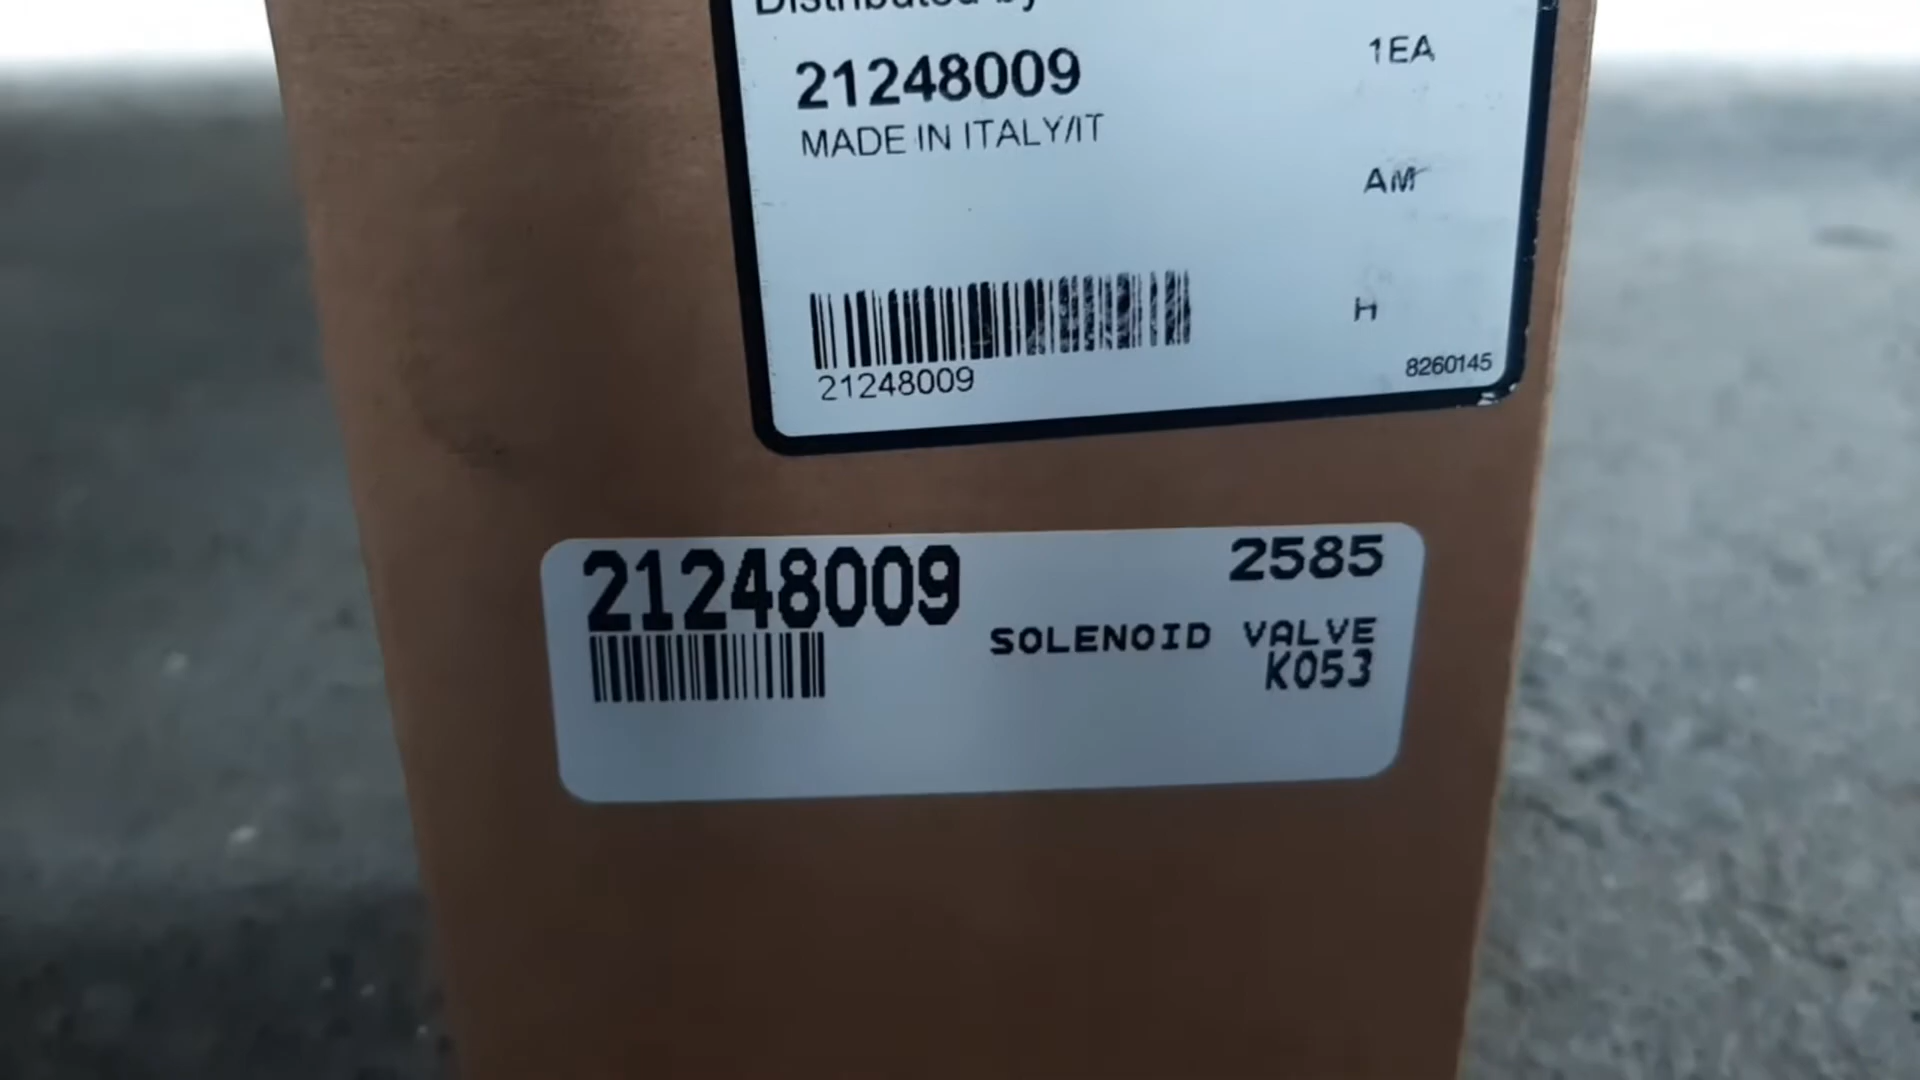 Distributed by
21248009
1EA
MADE IN ITALY/IT
AM
H
21248009
8260145
21248009
2585
SOLENOID VALVE
K053